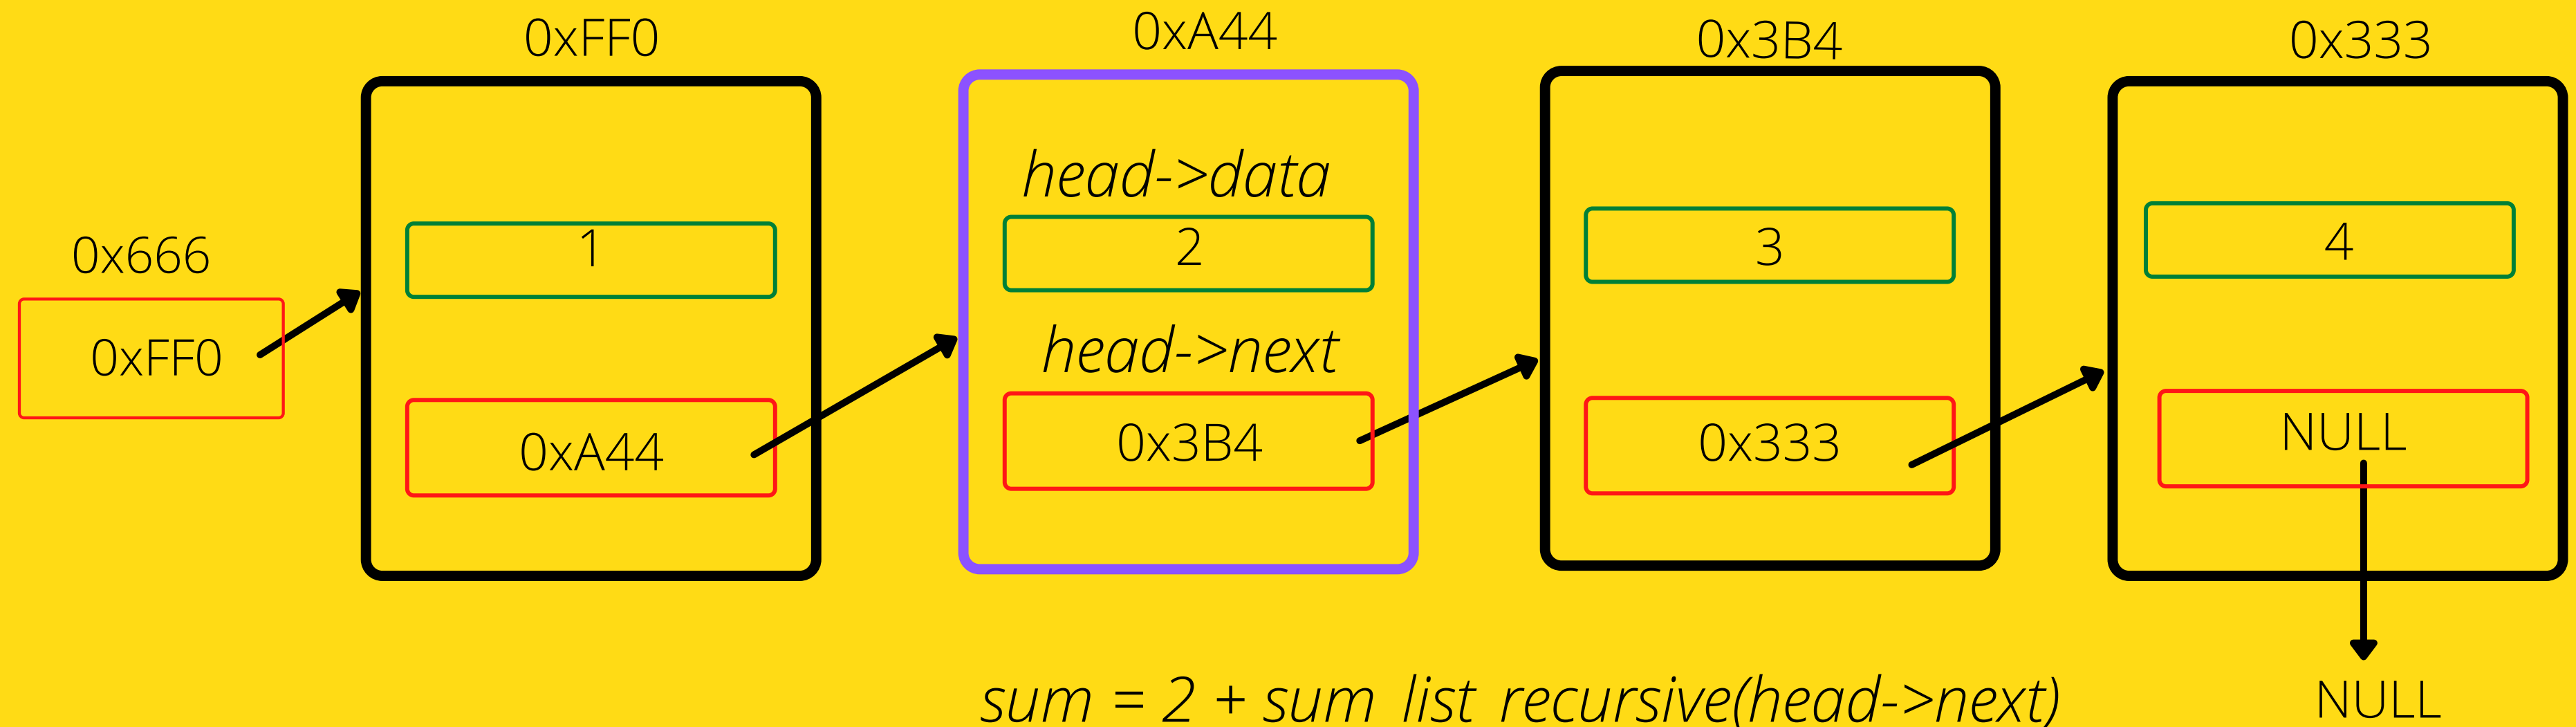 0xFF0
0xA44
0x3B4
0x333
head->data
1
2
3
4
0x666
head->next
0xFF0
0xA44
0x3B4
0x333
NULL
sum = 2 + sum_list_recursive(head->next)
NULL